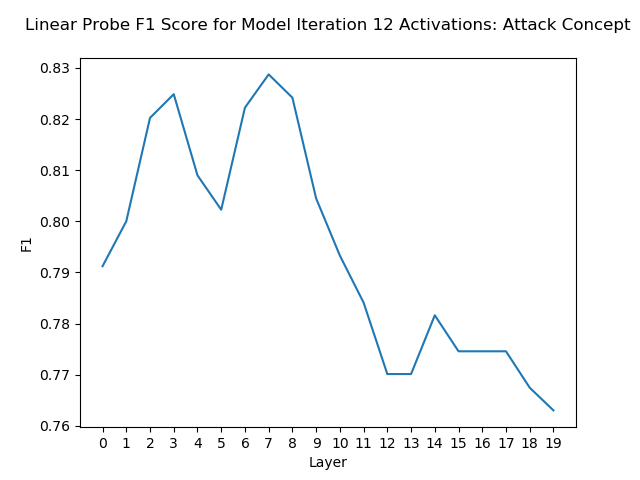 Linear Probe F1 Score for Model Iteration 12 Activations: Attack Concept
0.83
0.82
0.81
0.80
0.79
0.78
0.77
0.76
F1
0 1 2 3 4 5 6 7 8 9 10 11 12 13 14 15 16 17 18 19
Layer